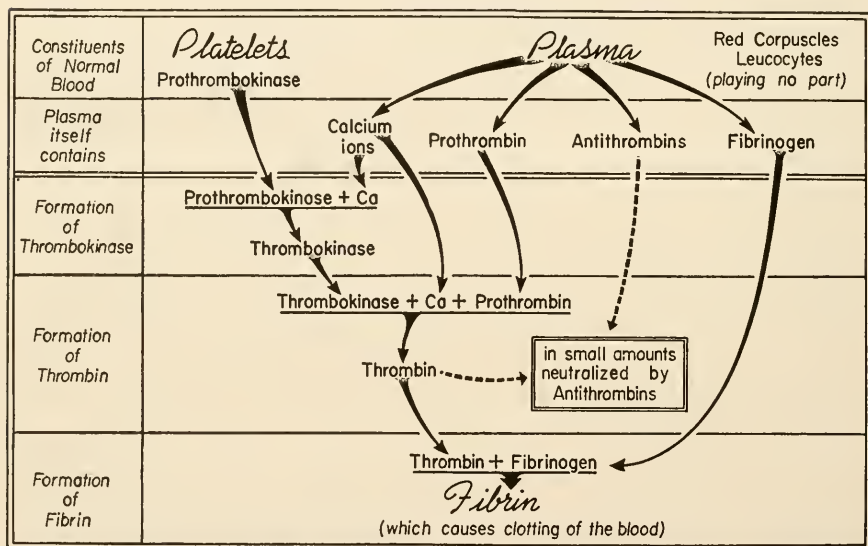 Constituents
of Normal
Blood
Platelets
Prothrombokinase
Plasma
Red Corpuscles
Leucocytes
(playing no part)
Plasma
itself
contains
Calcium
ions
Prothrombin
Antithrombins
Fibrinogen
Formation
of
Thrombokinase
Prothrombokinase + Ca
Thrombokinase
Formation
of
Thrombin
Thrombokinase + Ca + Prothrombin
Thrombin
in small amounts
neutralized by
Antithrombins
Formation
of
Fibrin
Thrombin + Fibrinogen
Fibrin
(which causes clotting of the blood)